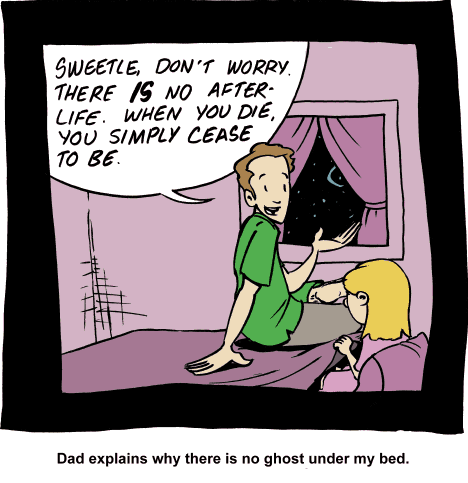 SWEETIE, DON'T WORRY.
THERE IS NO AFTER-
LIFE. WHEN YOU DIE,
YOU SIMPLY CEASE
TO BE.
Dad explains why there is no ghost under my bed.